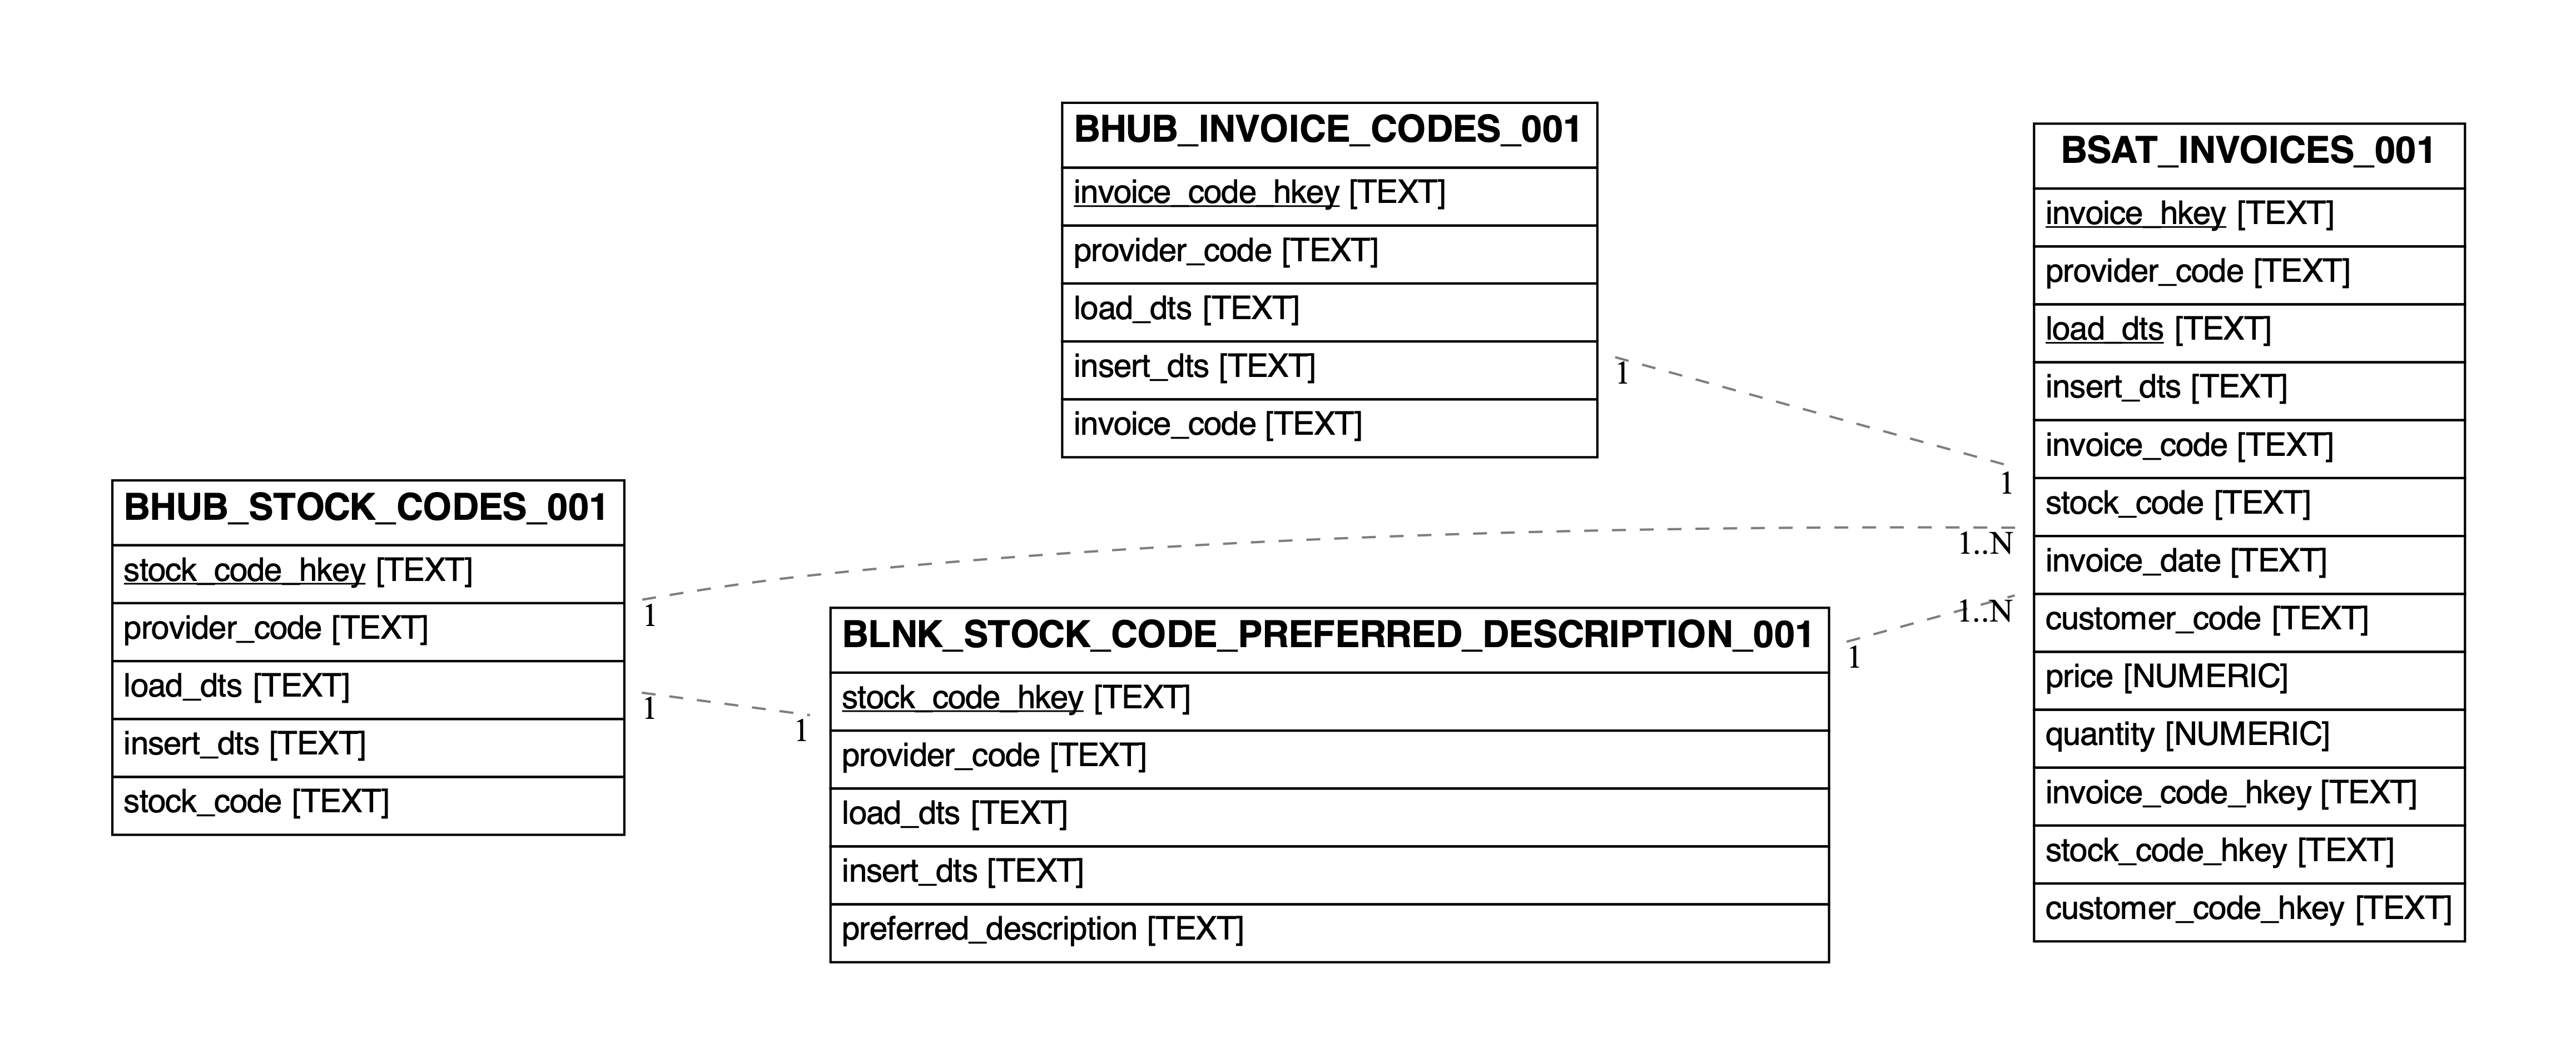 BHUB_INVOICE_CODES_001
invoice_code_hkey [TEXT]
provider_code [TEXT]
load_dts [TEXT]
insert_dts [TEXT]
invoice_code [TEXT]
1
BSAT_INVOICES_001
invoice_hkey [TEXT]
provider_code [TEXT]
load_dts [TEXT]
insert_dts [TEXT]
invoice_code [TEXT]
stock_code [TEXT]
invoice_date [TEXT]
customer_code [TEXT]
price [NUMERIC]
quantity [NUMERIC]
invoice_code_hkey [TEXT]
stock_code_hkey [TEXT]
customer_code_hkey [TEXT]
1
1..N
1..N
BHUB_STOCK_CODES_001
stock_code_hkey [TEXT]
provider_code [TEXT]
load_dts [TEXT]
insert_dts [TEXT]
stock_code [TEXT]
1
1
1
BLNK_STOCK_CODE_PREFERRED_DESCRIPTION_001
stock_code_hkey [TEXT]
provider_code [TEXT]
load_dts [TEXT]
insert_dts [TEXT]
preferred_description [TEXT]
1